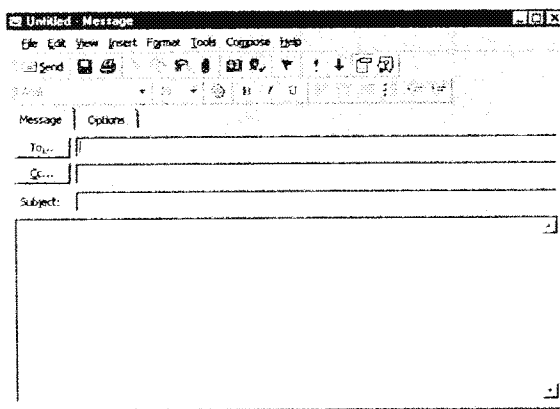 Untitled - Message
File Edit View Insert Format Tools Compose Help
Send
B I U
Message Options
To...
Cc...
Subject: